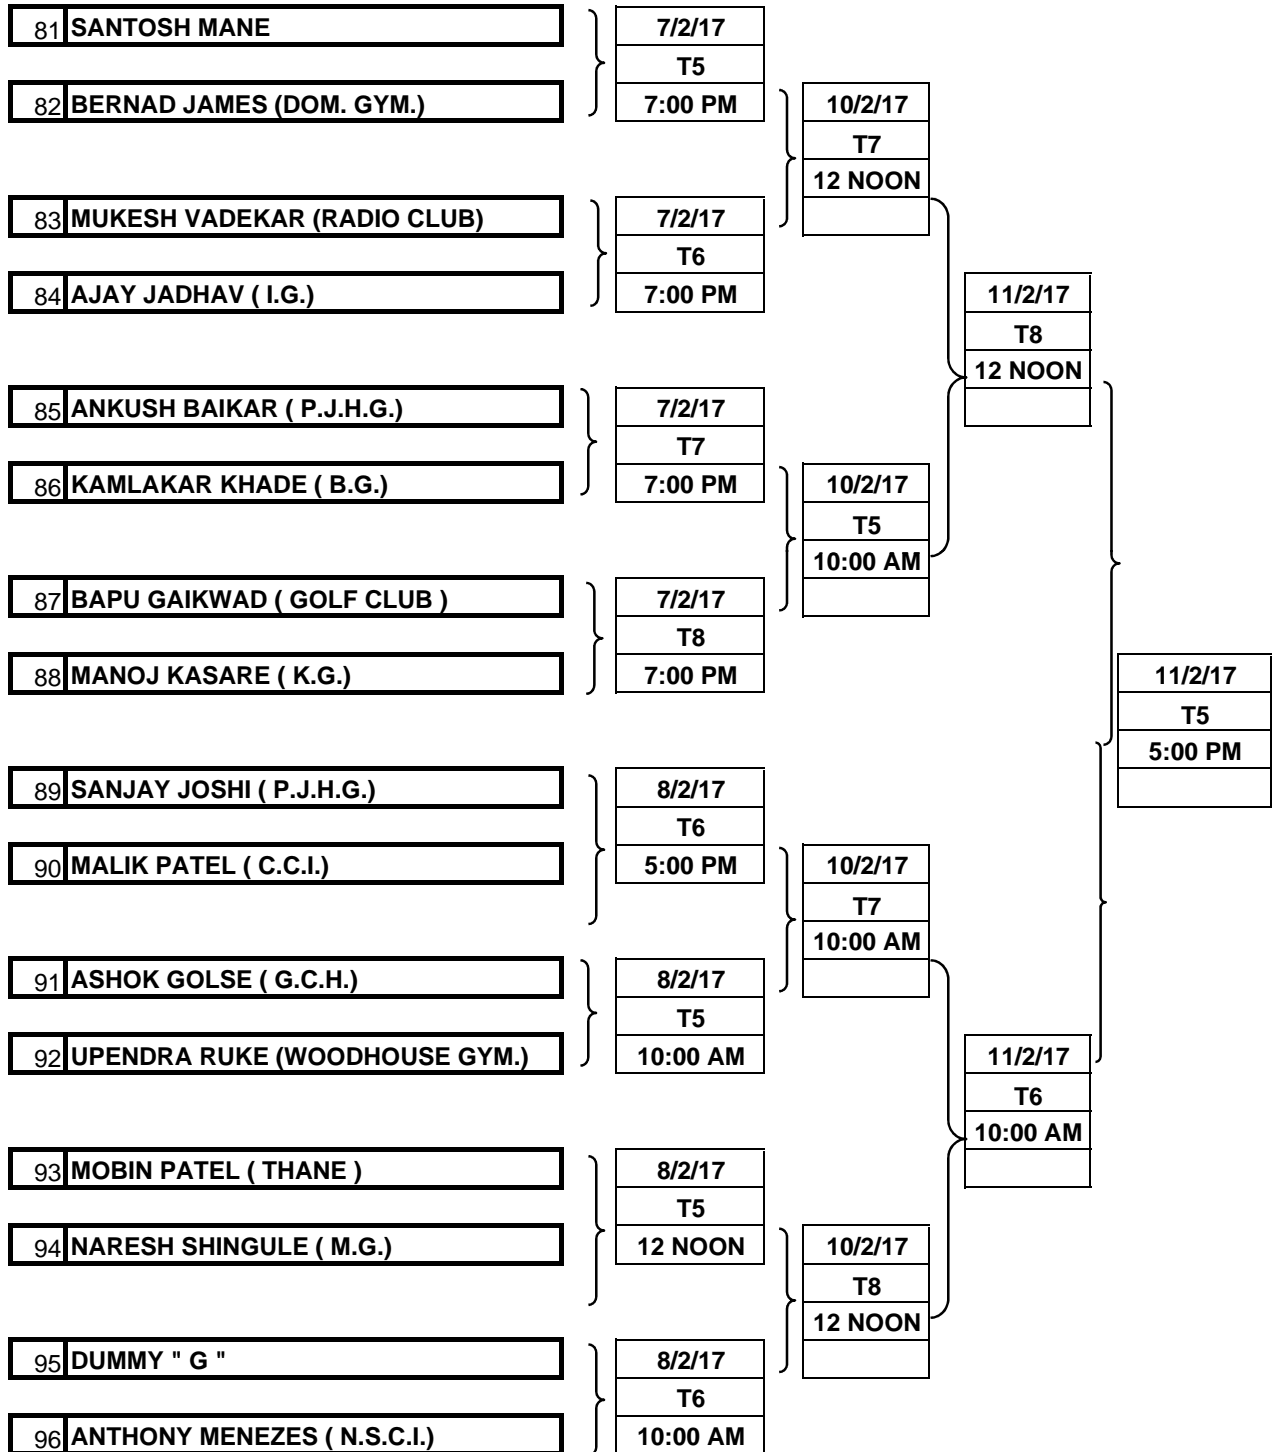 81 SANTOSH MANE 7/2/17
T5
82 BERNAD JAMES (DOM. GYM.) 7:00 PM 10/2/17
T7
12 NOON
83 MUKESH VADEKAR (RADIO CLUB) 7/2/17
T6
84 AJAY JADHAV ( I.G.) 7:00 PM 11/2/17
T8
12 NOON
85 ANKUSH BAIKAR ( P.J.H.G.) 7/2/17
T7
86 KAMLAKAR KHADE ( B.G.) 7:00 PM 10/2/17
T5
10:00 AM
87 BAPU GAIKWAD ( GOLF CLUB ) 7/2/17
T8
88 MANOJ KASARE ( K.G.) 7:00 PM 11/2/17
T5
5:00 PM
89 SANJAY JOSHI ( P.J.H.G.) 8/2/17
T6
90 MALIK PATEL ( C.C.I.) 5:00 PM 10/2/17
T7
10:00 AM
91 ASHOK GOLSE ( G.C.H.) 8/2/17
T5
92 UPENDRA RUKE (WOODHOUSE GYM.) 10:00 AM 11/2/17
T6
10:00 AM
93 MOBIN PATEL ( THANE ) 8/2/17
T5
94 NARESH SHINGULE ( M.G.) 12 NOON 10/2/17
T8
12 NOON
95 DUMMY " G " 8/2/17
T6
96 ANTHONY MENEZES ( N.S.C.I.) 10:00 AM